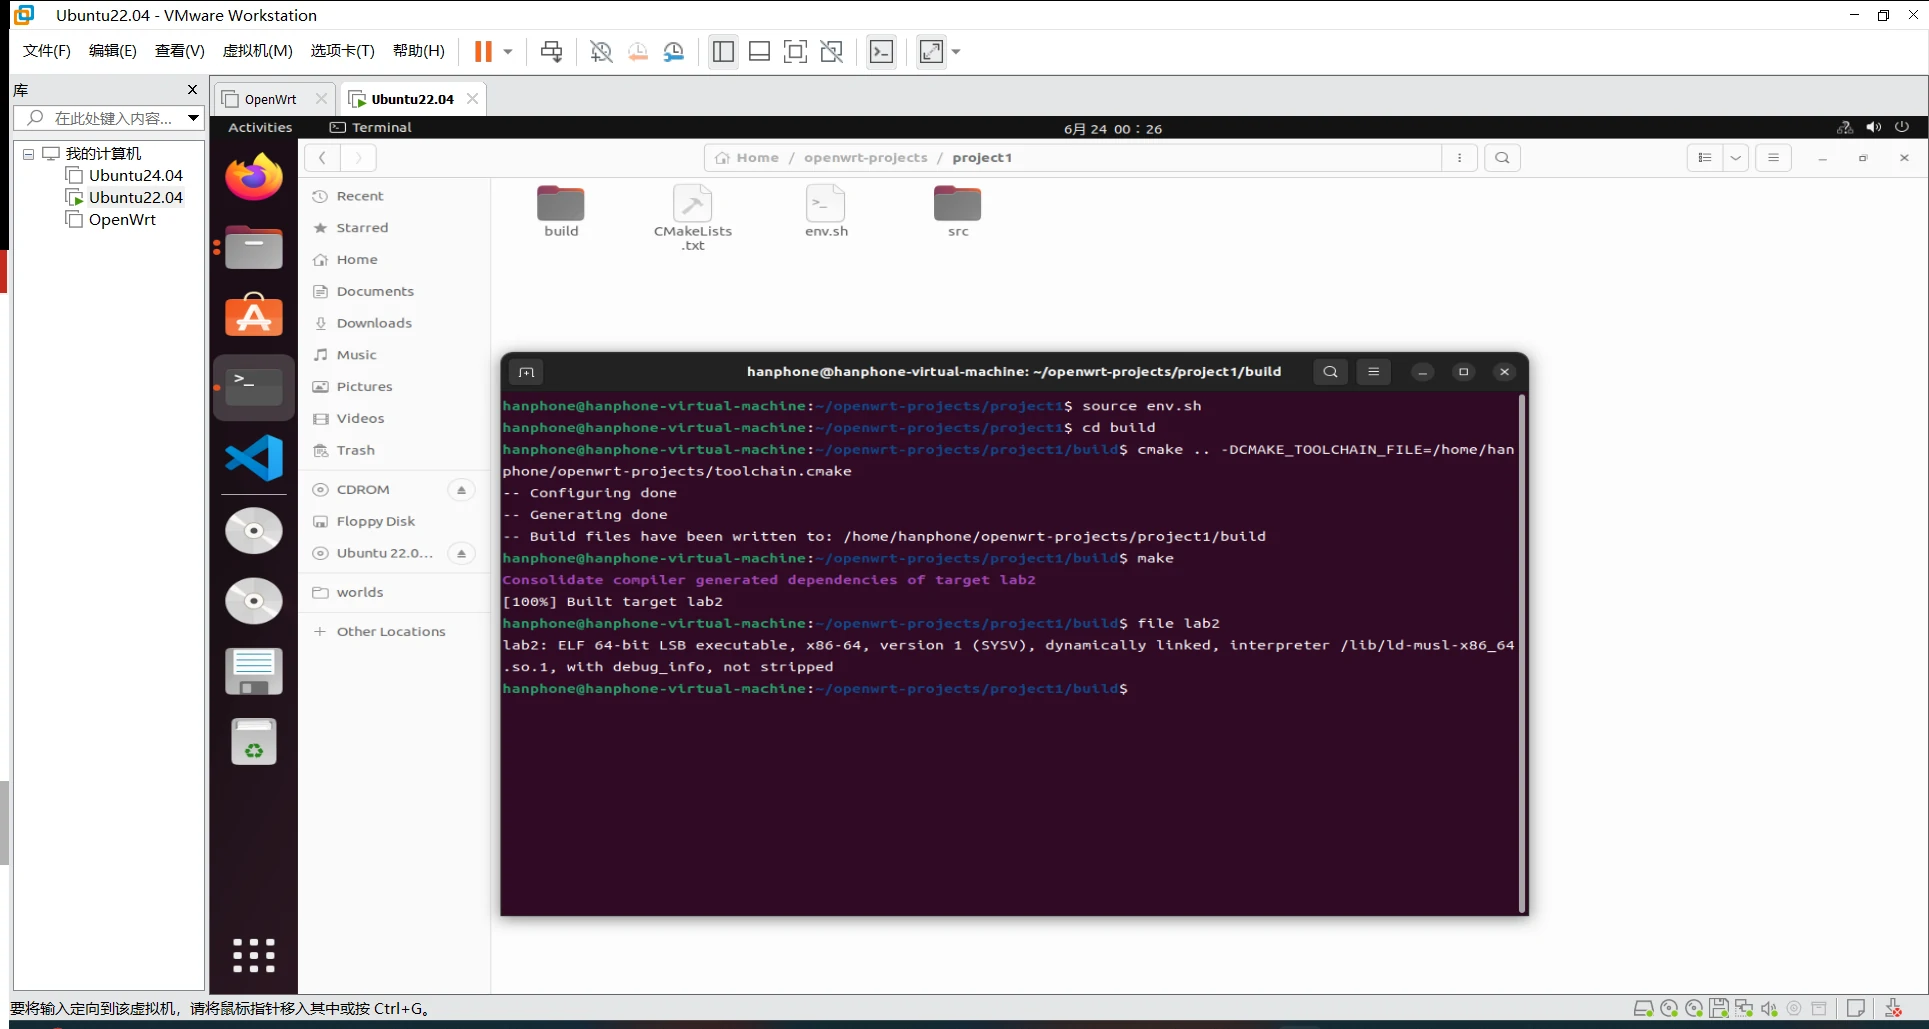 Ubuntu22.04 - VMware Workstation
文件(F) 编辑(E) 查看(V) 虚拟机(M) 选项卡(T) 帮助(H)
库
在此处键入内容...
我的计算机
Ubuntu24.04
Ubuntu22.04
OpenWrt
OpenWrt Ubuntu22.04
Activities Terminal 6月 24 00：26
Home / openwrt-projects / project1
Recent
Starred
Home
Documents
Downloads
Music
Pictures
Videos
Trash
CDROM
Floppy Disk
Ubuntu 22.0...
worlds
+ Other Locations
build
CMakeLists
.txt
env.sh
src
hanphone@hanphone-virtual-machine: ~/openwrt-projects/project1/build
hanphone@hanphone-virtual-machine:~/openwrt-projects/project1$ source env.sh
hanphone@hanphone-virtual-machine:~/openwrt-projects/project1$ cd build
hanphone@hanphone-virtual-machine:~/openwrt-projects/project1/build$ cmake .. -DCMAKE_TOOLCHAIN_FILE=/home/han
phone/openwrt-projects/toolchain.cmake
-- Configuring done
-- Generating done
-- Build files have been written to: /home/hanphone/openwrt-projects/project1/build
hanphone@hanphone-virtual-machine:~/openwrt-projects/project1/build$ make
Consolidate compiler generated dependencies of target lab2
[100%] Built target lab2
hanphone@hanphone-virtual-machine:~/openwrt-projects/project1/build$ file lab2
lab2: ELF 64-bit LSB executable, x86-64, version 1 (SYSV), dynamically linked, interpreter /lib/ld-musl-x86_64
.so.1, with debug_info, not stripped
hanphone@hanphone-virtual-machine:~/openwrt-projects/project1/build$
要将输入定向到该虚拟机，请将鼠标指针移入其中或按 Ctrl+G。